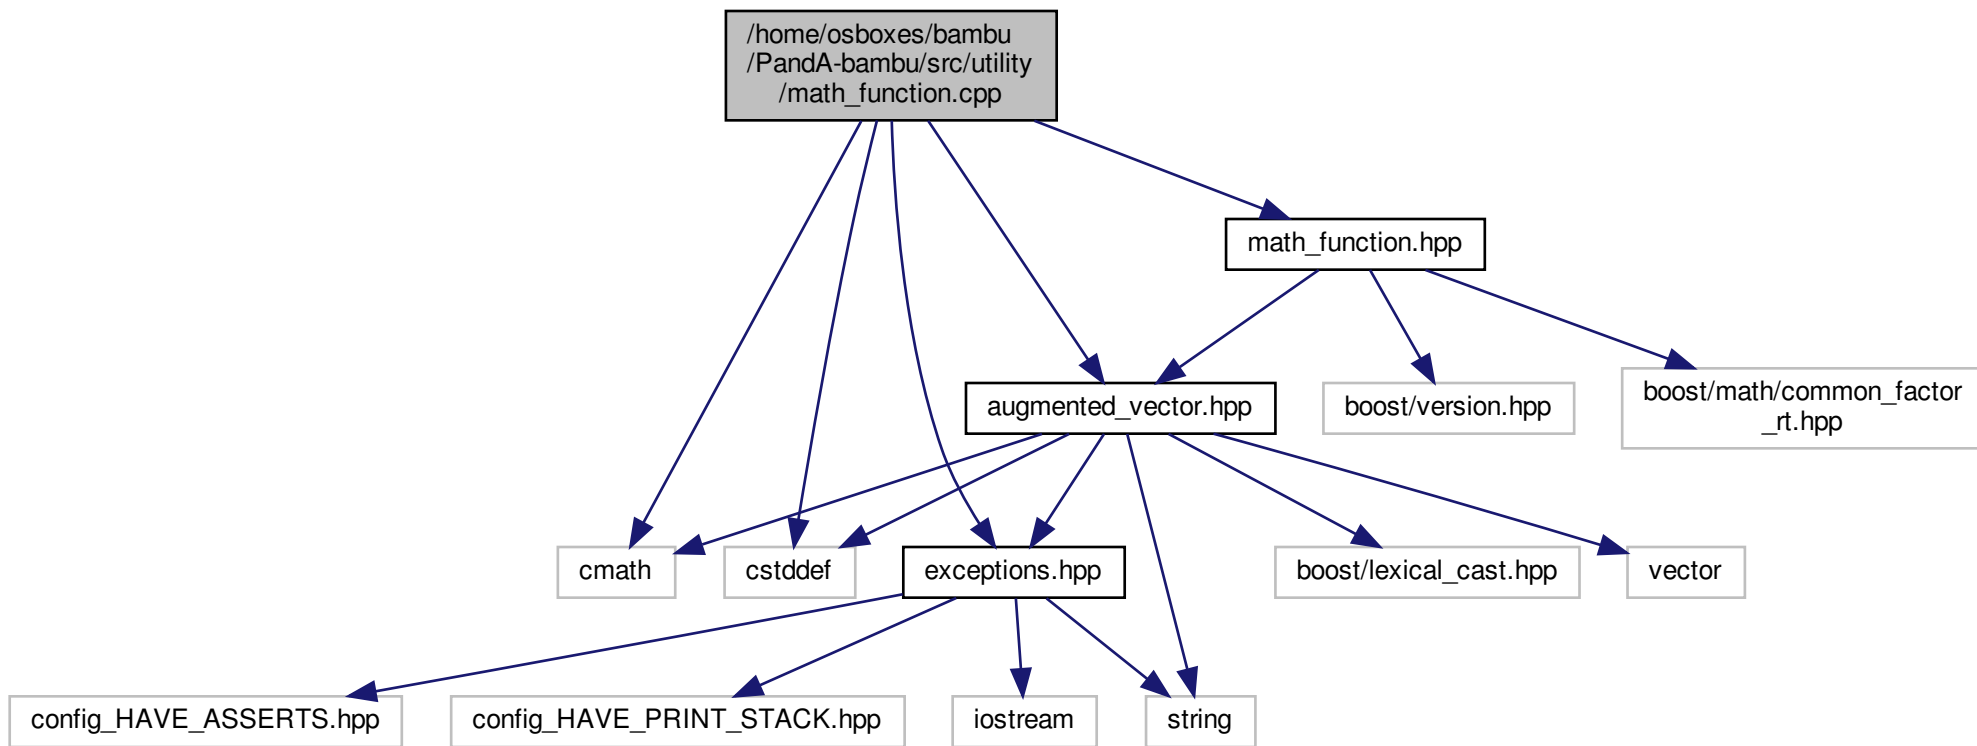 /home/osboxes/bambu
/PandA-bambu/src/utility
/math_function.cpp
math_function.hpp
augmented_vector.hpp
boost/version.hpp
boost/math/common_factor
_rt.hpp
cmath
cstddef
exceptions.hpp
boost/lexical_cast.hpp
vector
config_HAVE_ASSERTS.hpp
config_HAVE_PRINT_STACK.hpp
iostream
string